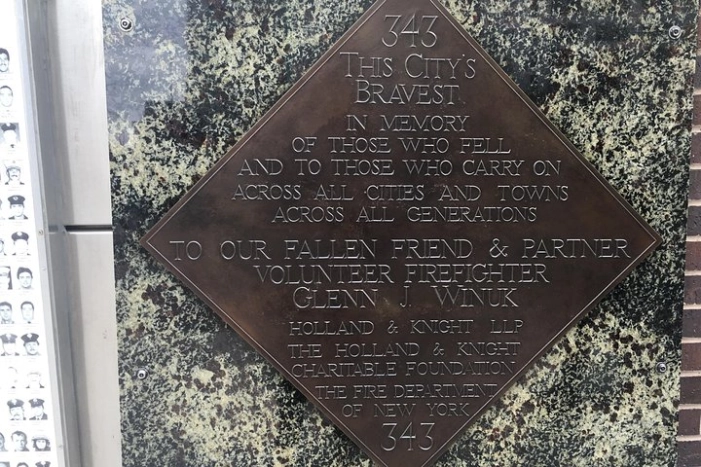 343
This City's
Bravest
In memory
of those who fell
and to those who carry on
across all cities and towns
across all generations
To our fallen friend & partner
Volunteer Firefighter
Glenn J. Winuk
Holland & Knight LLP
The Holland & Knight
Charitable Foundation
The Fire Department
of New York
343